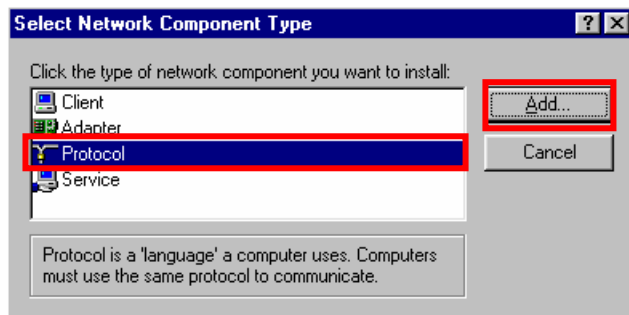 Select Network Component Type
? X
Click the type of network component you want to install:
Client
Adapter
Protocol
Service
Add...
Cancel
Protocol is a 'language' a computer uses. Computers
must use the same protocol to communicate.